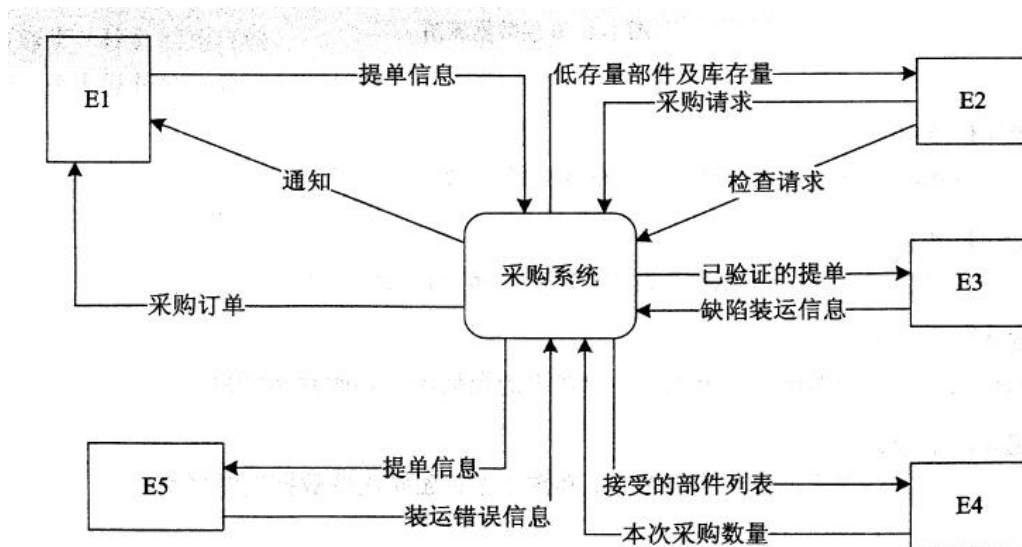 E1
提单信息
低存量部件及库存量
采购请求
E2
通知
检查请求
采购系统
已验证的提单
缺陷装运信息
E3
采购订单
提单信息
装运错误信息
E5
接受的部件列表
本次采购数量
E4